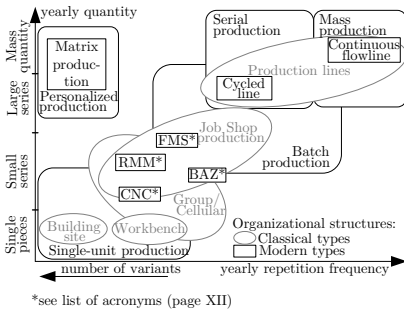 yearly quantity
Mass
quantity
Large
series
Small
series
Single
pieces
Matrix
produc-
tion
Personalized
production
Serial
production
Mass
production
Continuous
flowline
Production lines
Cycled
line
Job Shop
production
FMS*
RMM*
BAZ*
CNC*
Batch
production
Group/
Cellular
Building
site
Workbench
Single-unit production
Organizational structures:
Classical types
Modern types
number of variants
yearly repetition frequency
*see list of acronyms (page XII)